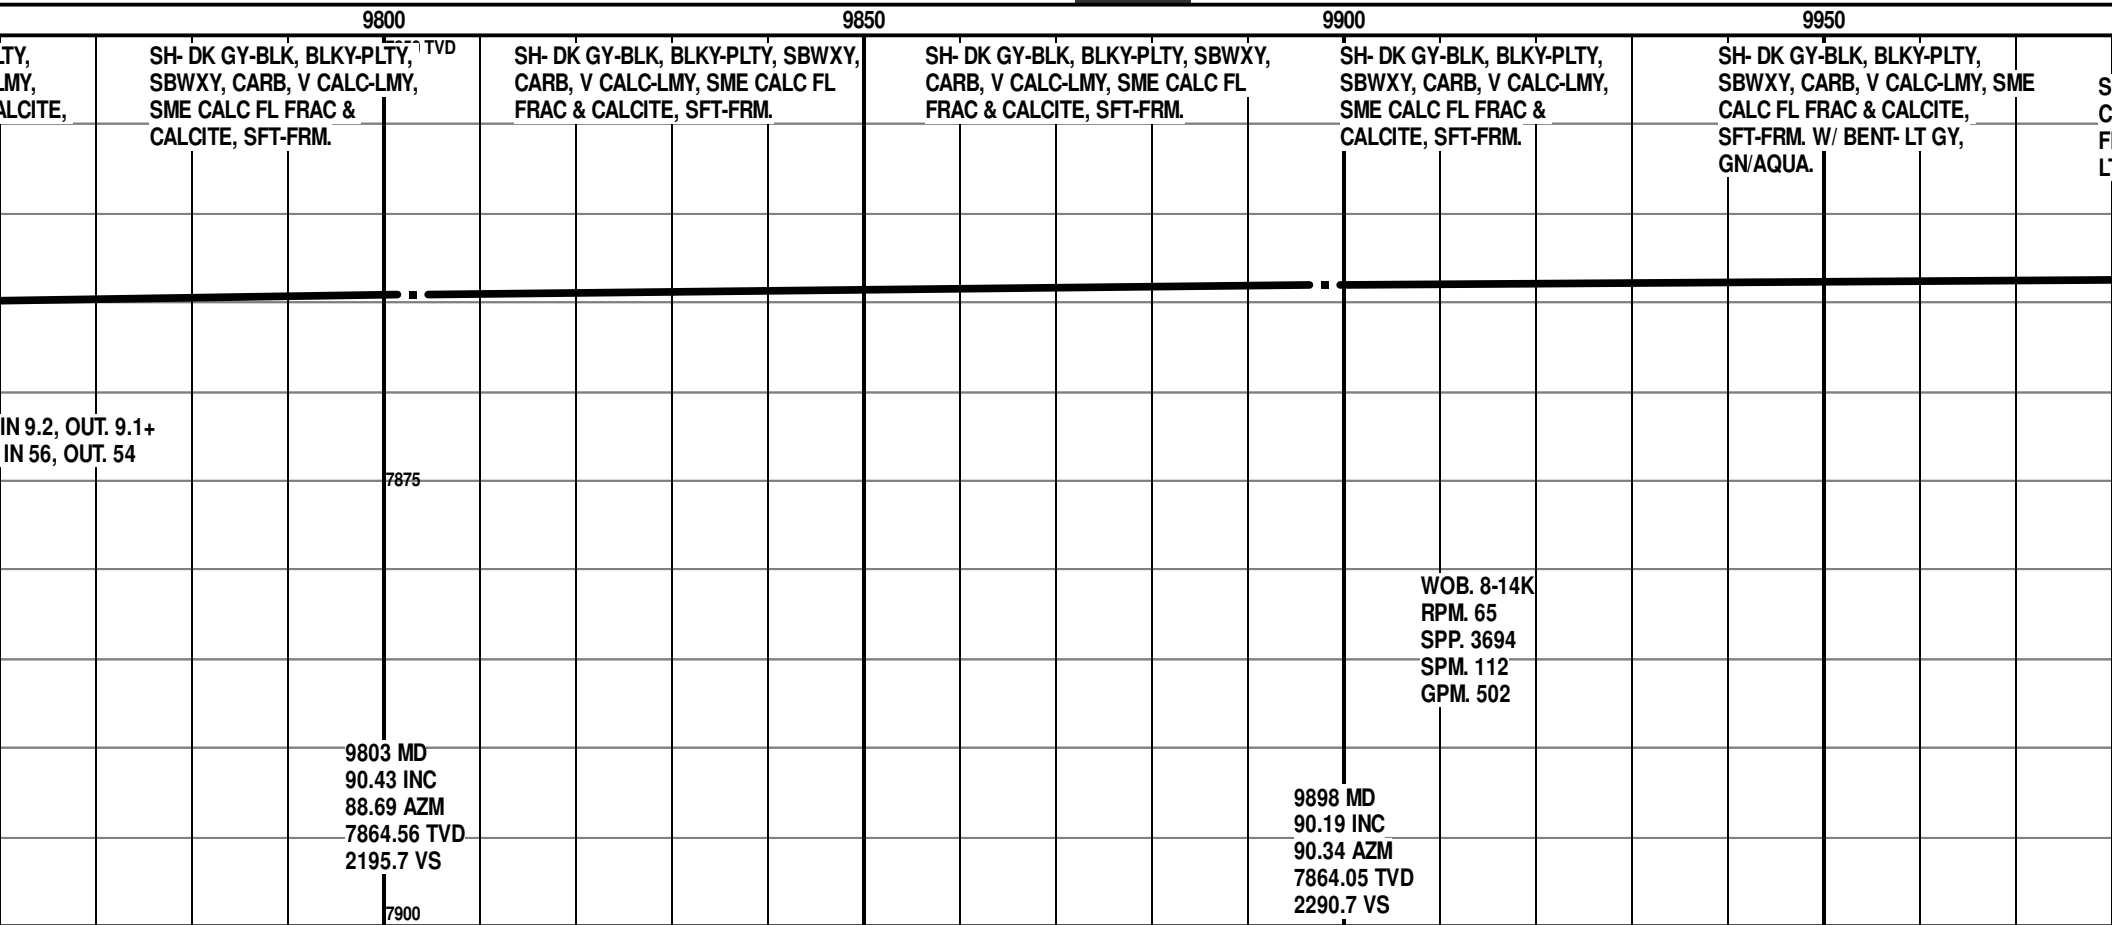 9800 9850 9900 9950
LTY,
LMY,
ALCITE,
SH- DK GY-BLK, BLKY-PLTY,
SBWXY, CARB, V CALC-LMY,
SME CALC FL FRAC &
CALCITE, SFT-FRM.
TVD
SH- DK GY-BLK, BLKY-PLTY, SBWXY,
CARB, V CALC-LMY, SME CALC FL
FRAC & CALCITE, SFT-FRM.
SH- DK GY-BLK, BLKY-PLTY, SBWXY,
CARB, V CALC-LMY, SME CALC FL
FRAC & CALCITE, SFT-FRM.
SH- DK GY-BLK, BLKY-PLTY,
SBWXY, CARB, V CALC-LMY,
SME CALC FL FRAC &
CALCITE, SFT-FRM.
SH- DK GY-BLK, BLKY-PLTY,
SBWXY, CARB, V CALC-LMY, SME
CALC FL FRAC & CALCITE,
SFT-FRM. W/ BENT- LT GY,
GN/AQUA.
S
C
F
LT
IN 9.2, OUT. 9.1+
IN 56, OUT. 54
7875
WOB. 8-14K
RPM. 65
SPP. 3694
SPM. 112
GPM. 502
9803 MD
90.43 INC
88.69 AZM
7864.56 TVD
2195.7 VS
9898 MD
90.19 INC
90.34 AZM
7864.05 TVD
2290.7 VS
7900